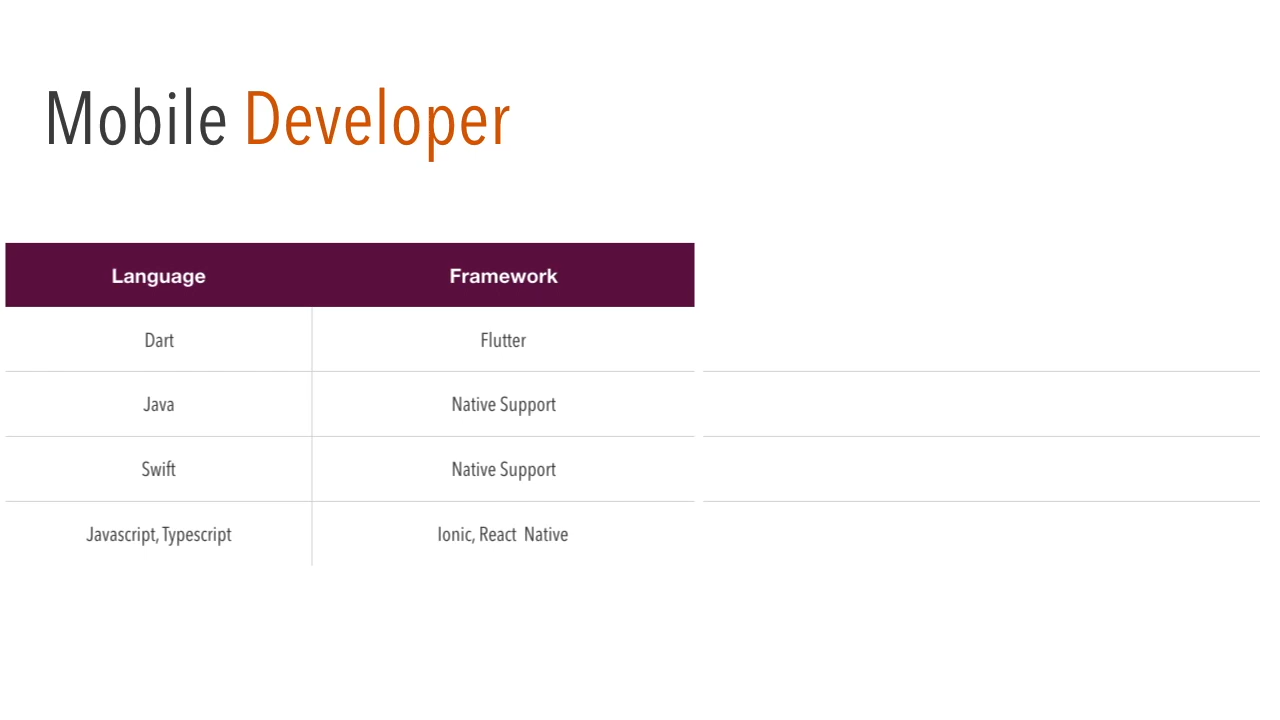 Mobile Developer
Language Framework
Dart Flutter
Java Native Support
Swift Native Support
Javascript, Typescript Ionic, React Native